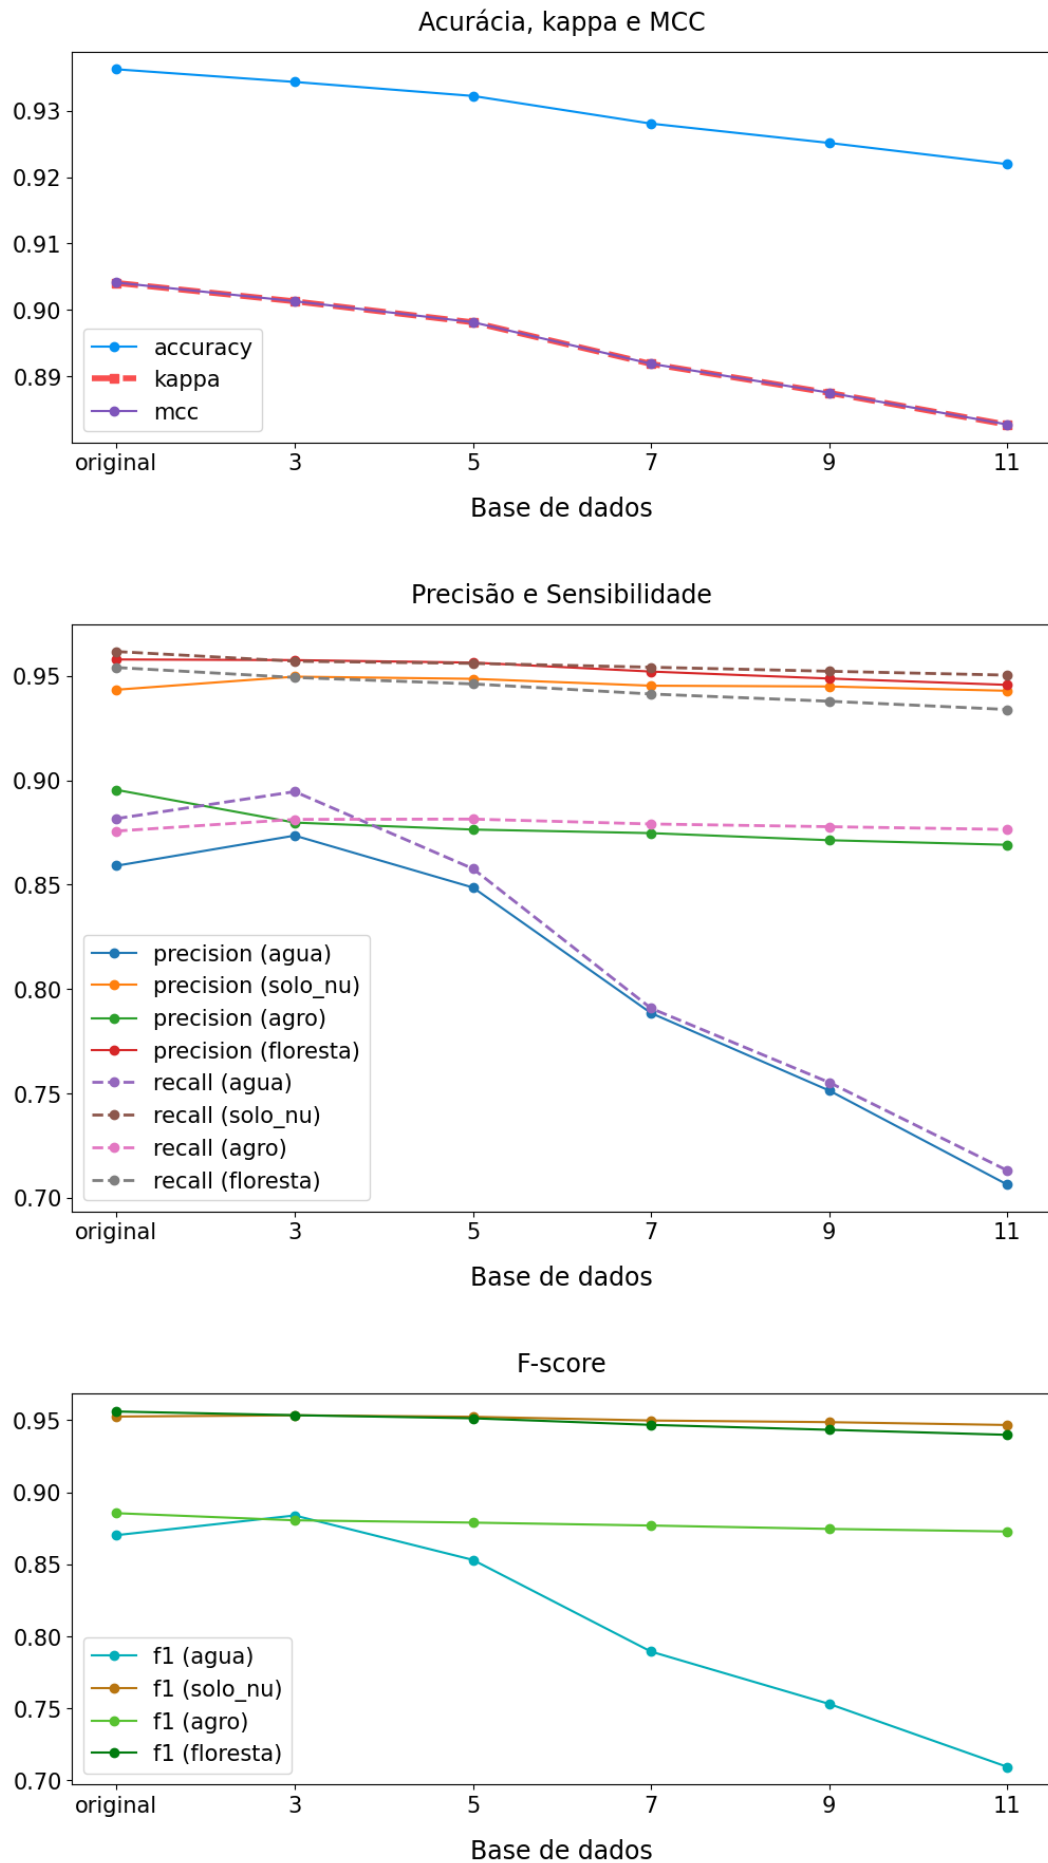 Acurácia, kappa e MCC
0.93
0.92
0.91
0.90
0.89
accuracy
kappa
mcc
original 3 5 7 9 11
Base de dados
Precisão e Sensibilidade
0.95
0.90
0.85
0.80
0.75
0.70
precision (agua)
precision (solo_nu)
precision (agro)
precision (floresta)
recall (agua)
recall (solo_nu)
recall (agro)
recall (floresta)
original 3 5 7 9 11
Base de dados
F-score
0.95
0.90
0.85
0.80
0.75
0.70
f1 (agua)
f1 (solo_nu)
f1 (agro)
f1 (floresta)
original 3 5 7 9 11
Base de dados